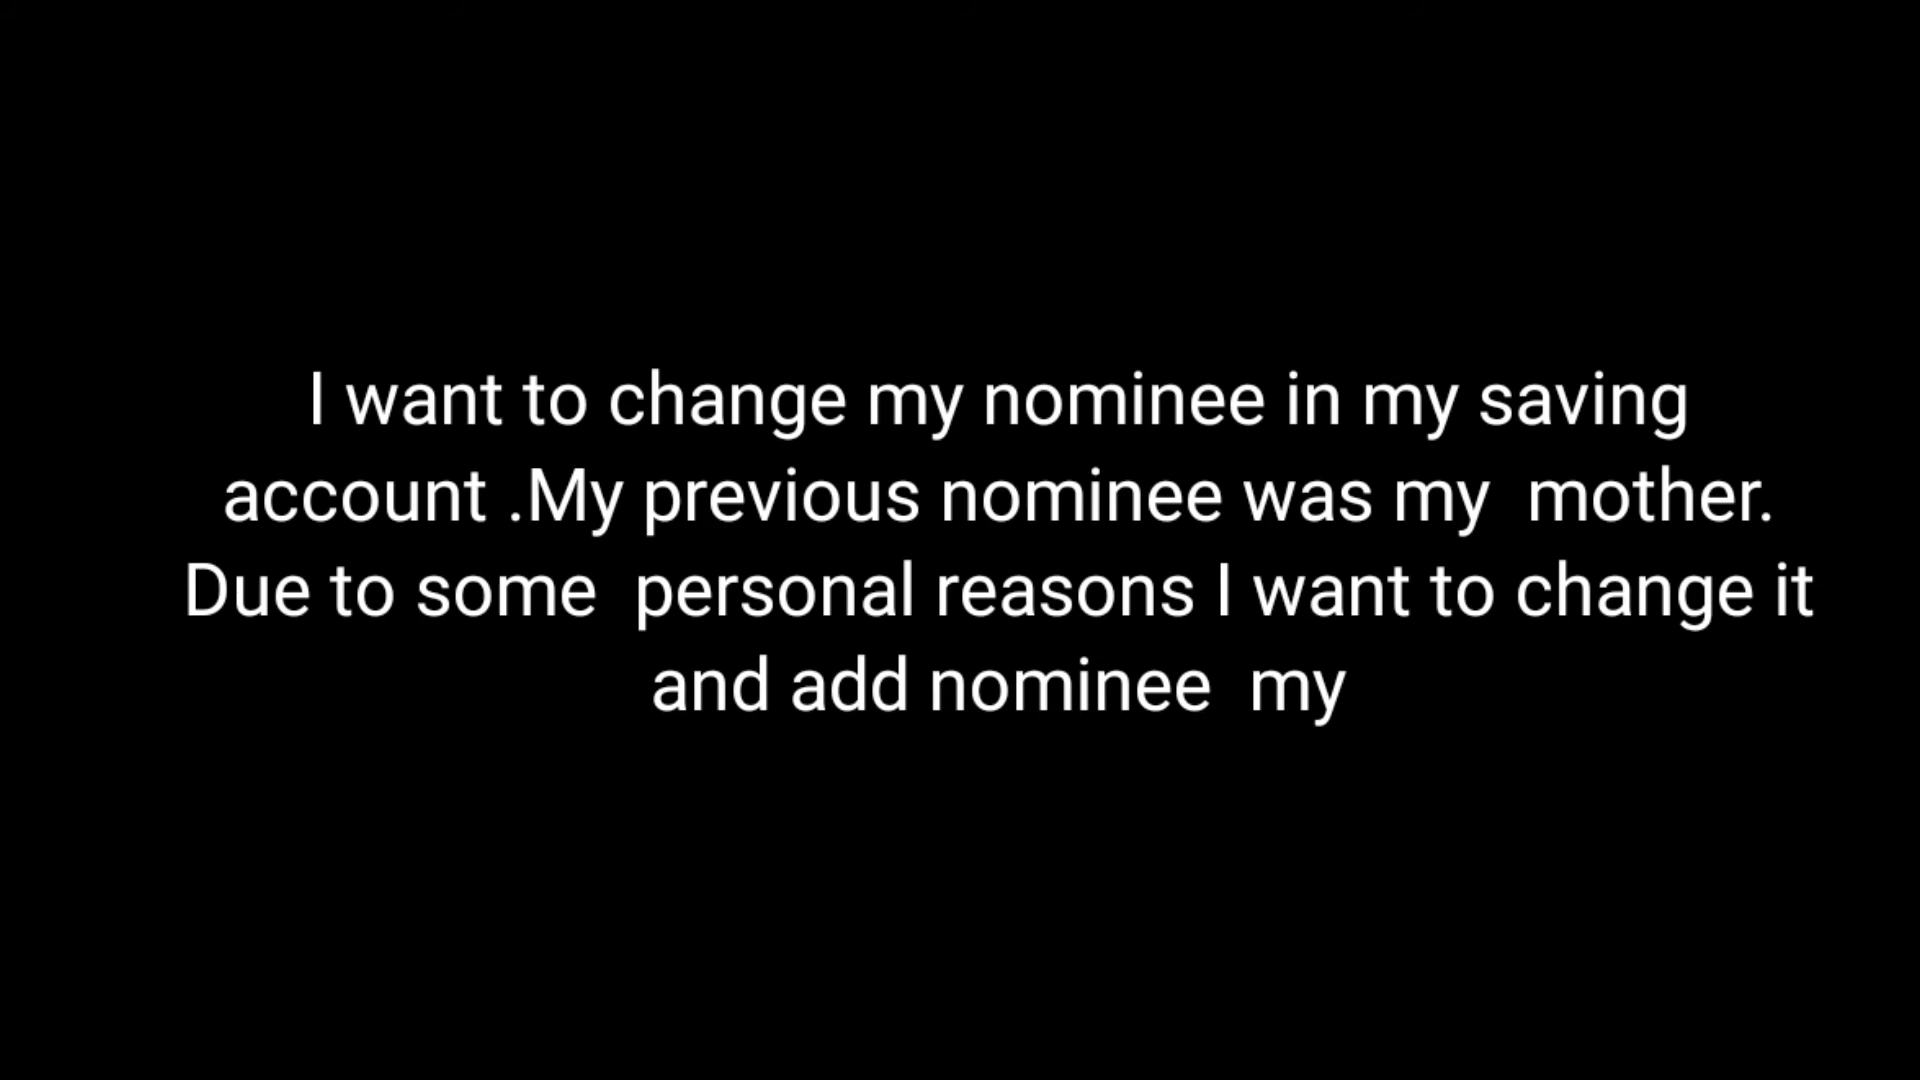 I want to change my nominee in my saving
account .My previous nominee was my  mother.
Due to some  personal reasons I want to change it
and add nominee  my